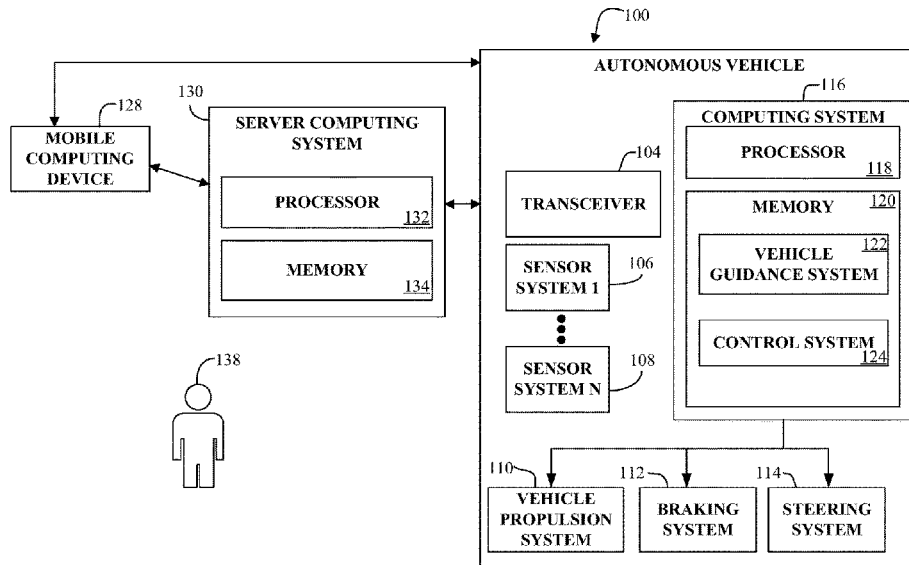 100
AUTONOMOUS VEHICLE
116
128
130
MOBILE
COMPUTING
DEVICE
SERVER COMPUTING
SYSTEM
PROCESSOR
132
MEMORY
134
104
TRANSCEIVER
SENSOR
SYSTEM 1
106
SENSOR
SYSTEM N
108
COMPUTING SYSTEM
PROCESSOR
118
MEMORY
120
122
VEHICLE
GUIDANCE SYSTEM
CONTROL SYSTEM
124
138
110
VEHICLE
PROPULSION
SYSTEM
112
BRAKING
SYSTEM
114
STEERING
SYSTEM